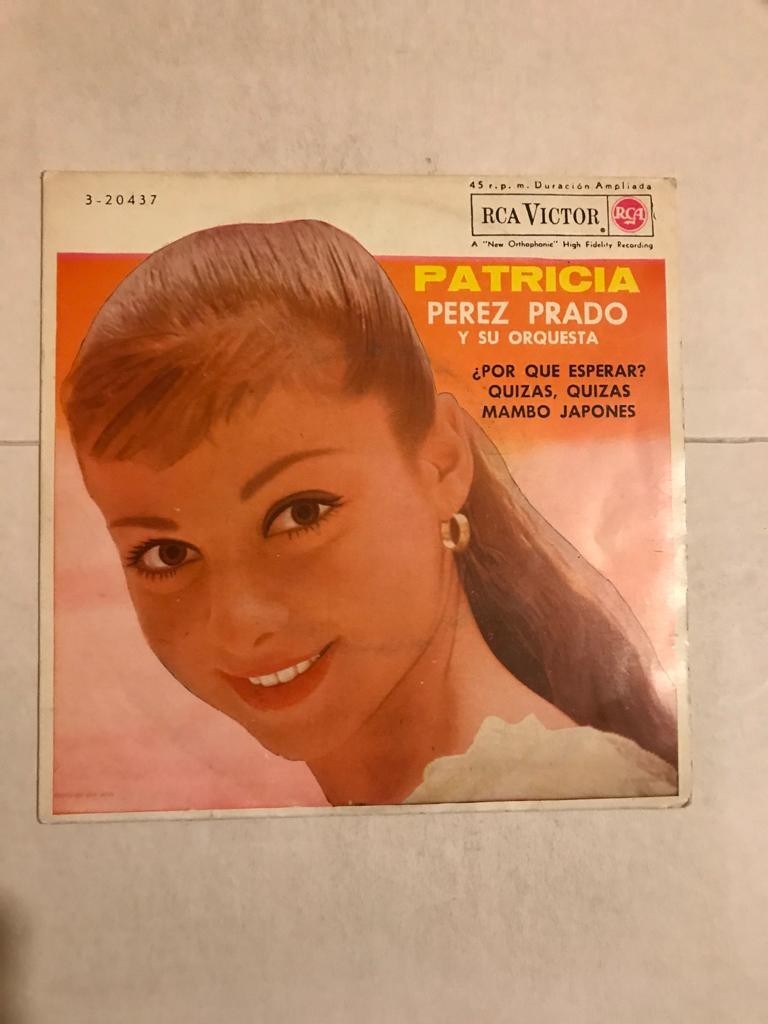 3-20437
45 r.p.m. Duración Ampliada
RCA VICTOR
RCA
A "New Orthophonic" High Fidelity Recording
PATRICIA
PEREZ PRADO
Y SU ORQUESTA
¿POR QUE ESPERAR?
QUIZAS, QUIZAS
MAMBO JAPONES